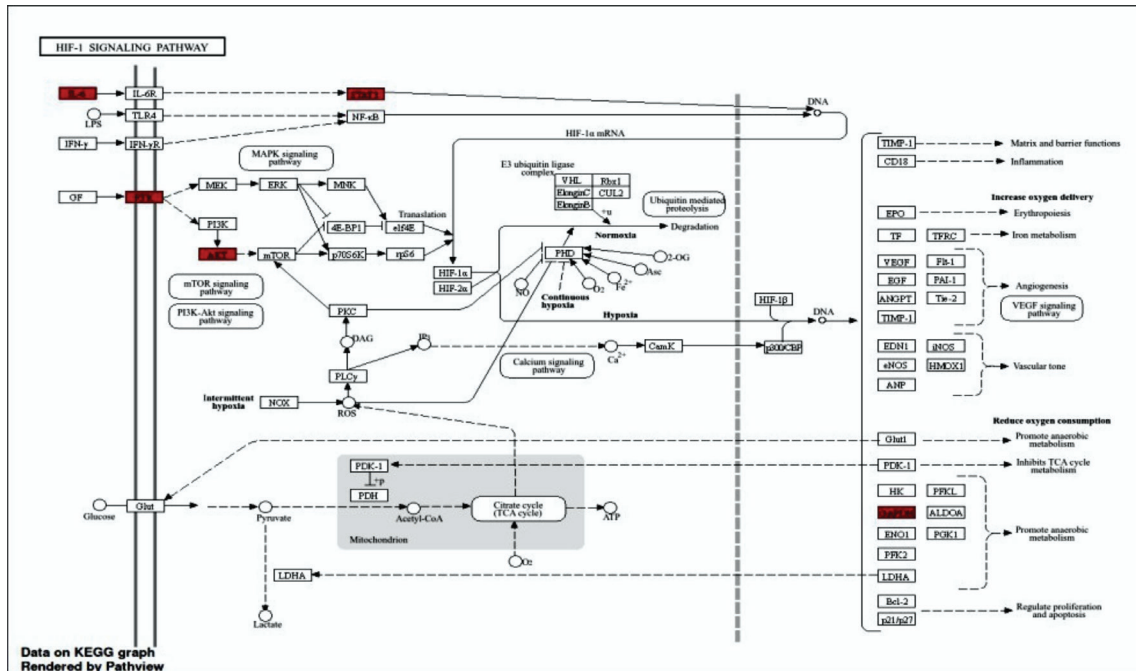 HIF-1 SIGNALING PATHWAY
IL-6
IL-6R
DNA
LPS
TLR4
NF-κB
IFN-γ
IFN-γR
HIF-1α mRNA
MAPK signaling
pathway
E3 ubiquitin ligase
complex
VHL
Rbx1
ElonginC
CUL2
ElonginB
+u
Ubiquitin mediated
proteolysis
TIMP-1
Matrix and barrier functions
CD18
Inflammation
GF
MEK
ERK
MNK
PI3K
4E-BP1
eIF4E
Tranaslation
Normoxia
Degradation
Increase oxygen delivery
EPO
Erythropoiesis
TF
TFRC
Iron metabolism
AKT
mTOR
p70S6K
rpS6
HIF-1α
HIF-2α
PHD
2-OG
Asc
Fe2+
O2
NO
Continuous
hypoxia
VEGF
Flt-1
EGF
PAI-1
Angiogenesis
ANGPT
Tie-2
TIMP-1
VEGF signaling
pathway
mTOR signaling
pathway
PI3K-Akt signaling
pathway
PKC
Hypoxia
HIF-1β
DNA
DAG
IP3
Calcium signaling
pathway
Ca2+
CamK
p300/CBP
EDN1
iNOS
eNOS
HMOX1
Vascular tone
ANP
PLCγ
Intermittent
hypoxia
NOX
ROS
Reduce oxygen consumption
Glut1
Promote anaerobic
metabolism
PDK-1
Inhibits TCA cycle
metabolism
PDK-1
+p
PDH
Glucose
Glut
Pyruvate
Acetyl-CoA
Citrate cycle
(TCA cycle)
ATP
Mitochondrion
O2
HK
PFKL
ALDOA
ENO1
PGK1
Promote anaerobic
metabolism
PFK2
LDHA
LDHA
Lactate
Bcl-2
p21/p27
Regulate proliferation
and apoptosis
Data on KEGG graph
Rendered by Pathview